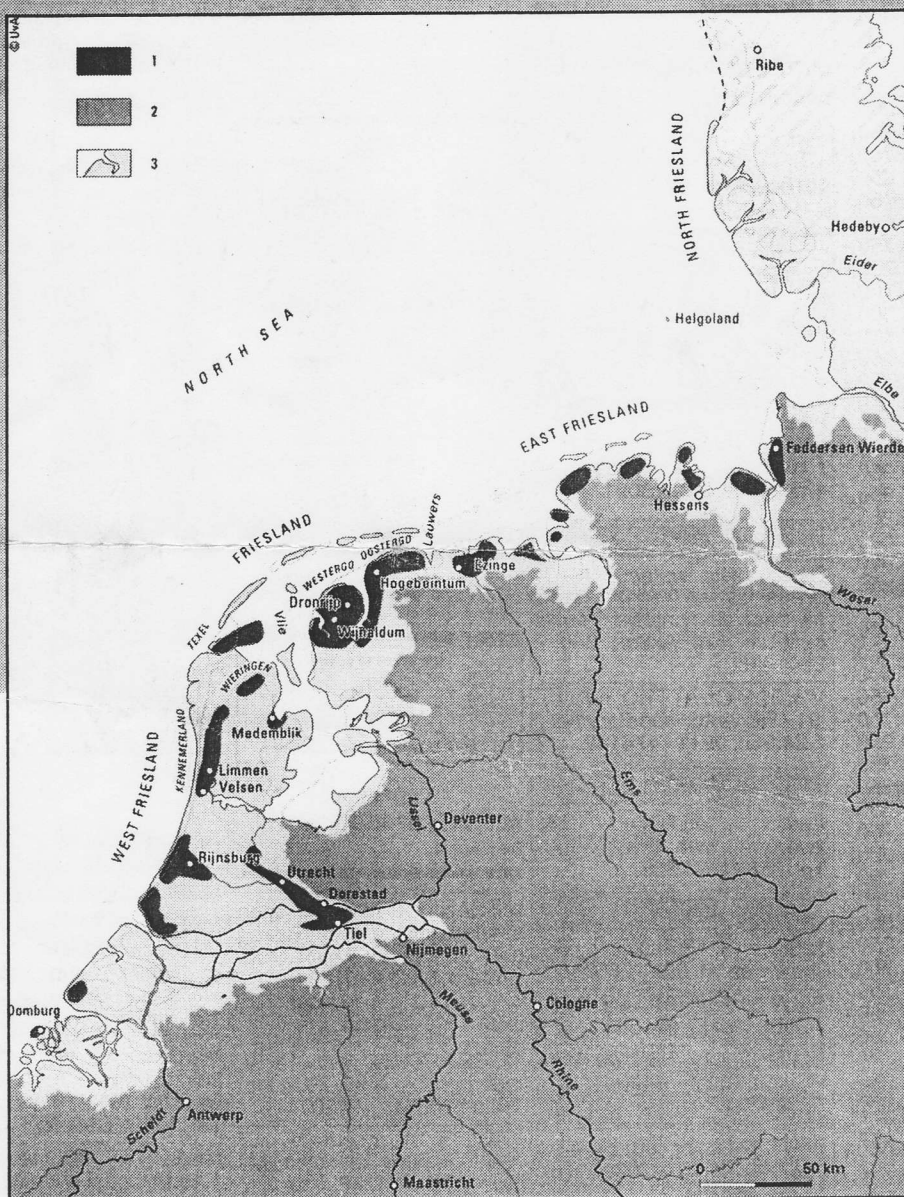 © UvA
1
2
3
Ribe
NORTH FRIESLAND
Hedeby
Eider
Helgoland
NORTH SEA
Elbe
EAST FRIESLAND
Feddersen Wierde
Hessens
Lauwers
FRIESLAND
WESTERGO OOSTERGO
Ezinge
Hogebeintum
Dronrijp
Wijnaldum
Weser
Vlie
TEXEL
WIERINGEN
Medemblik
KENNEMERLAND
Limmen
Velsen
WEST FRIESLAND
IJssel
Ems
Deventer
Rijnsburg
Utrecht
Dorestad
Tiel
Nijmegen
Meuse
Cologne
Domburg
Rhine
Scheldt
Antwerp
0 50 km
Maastricht